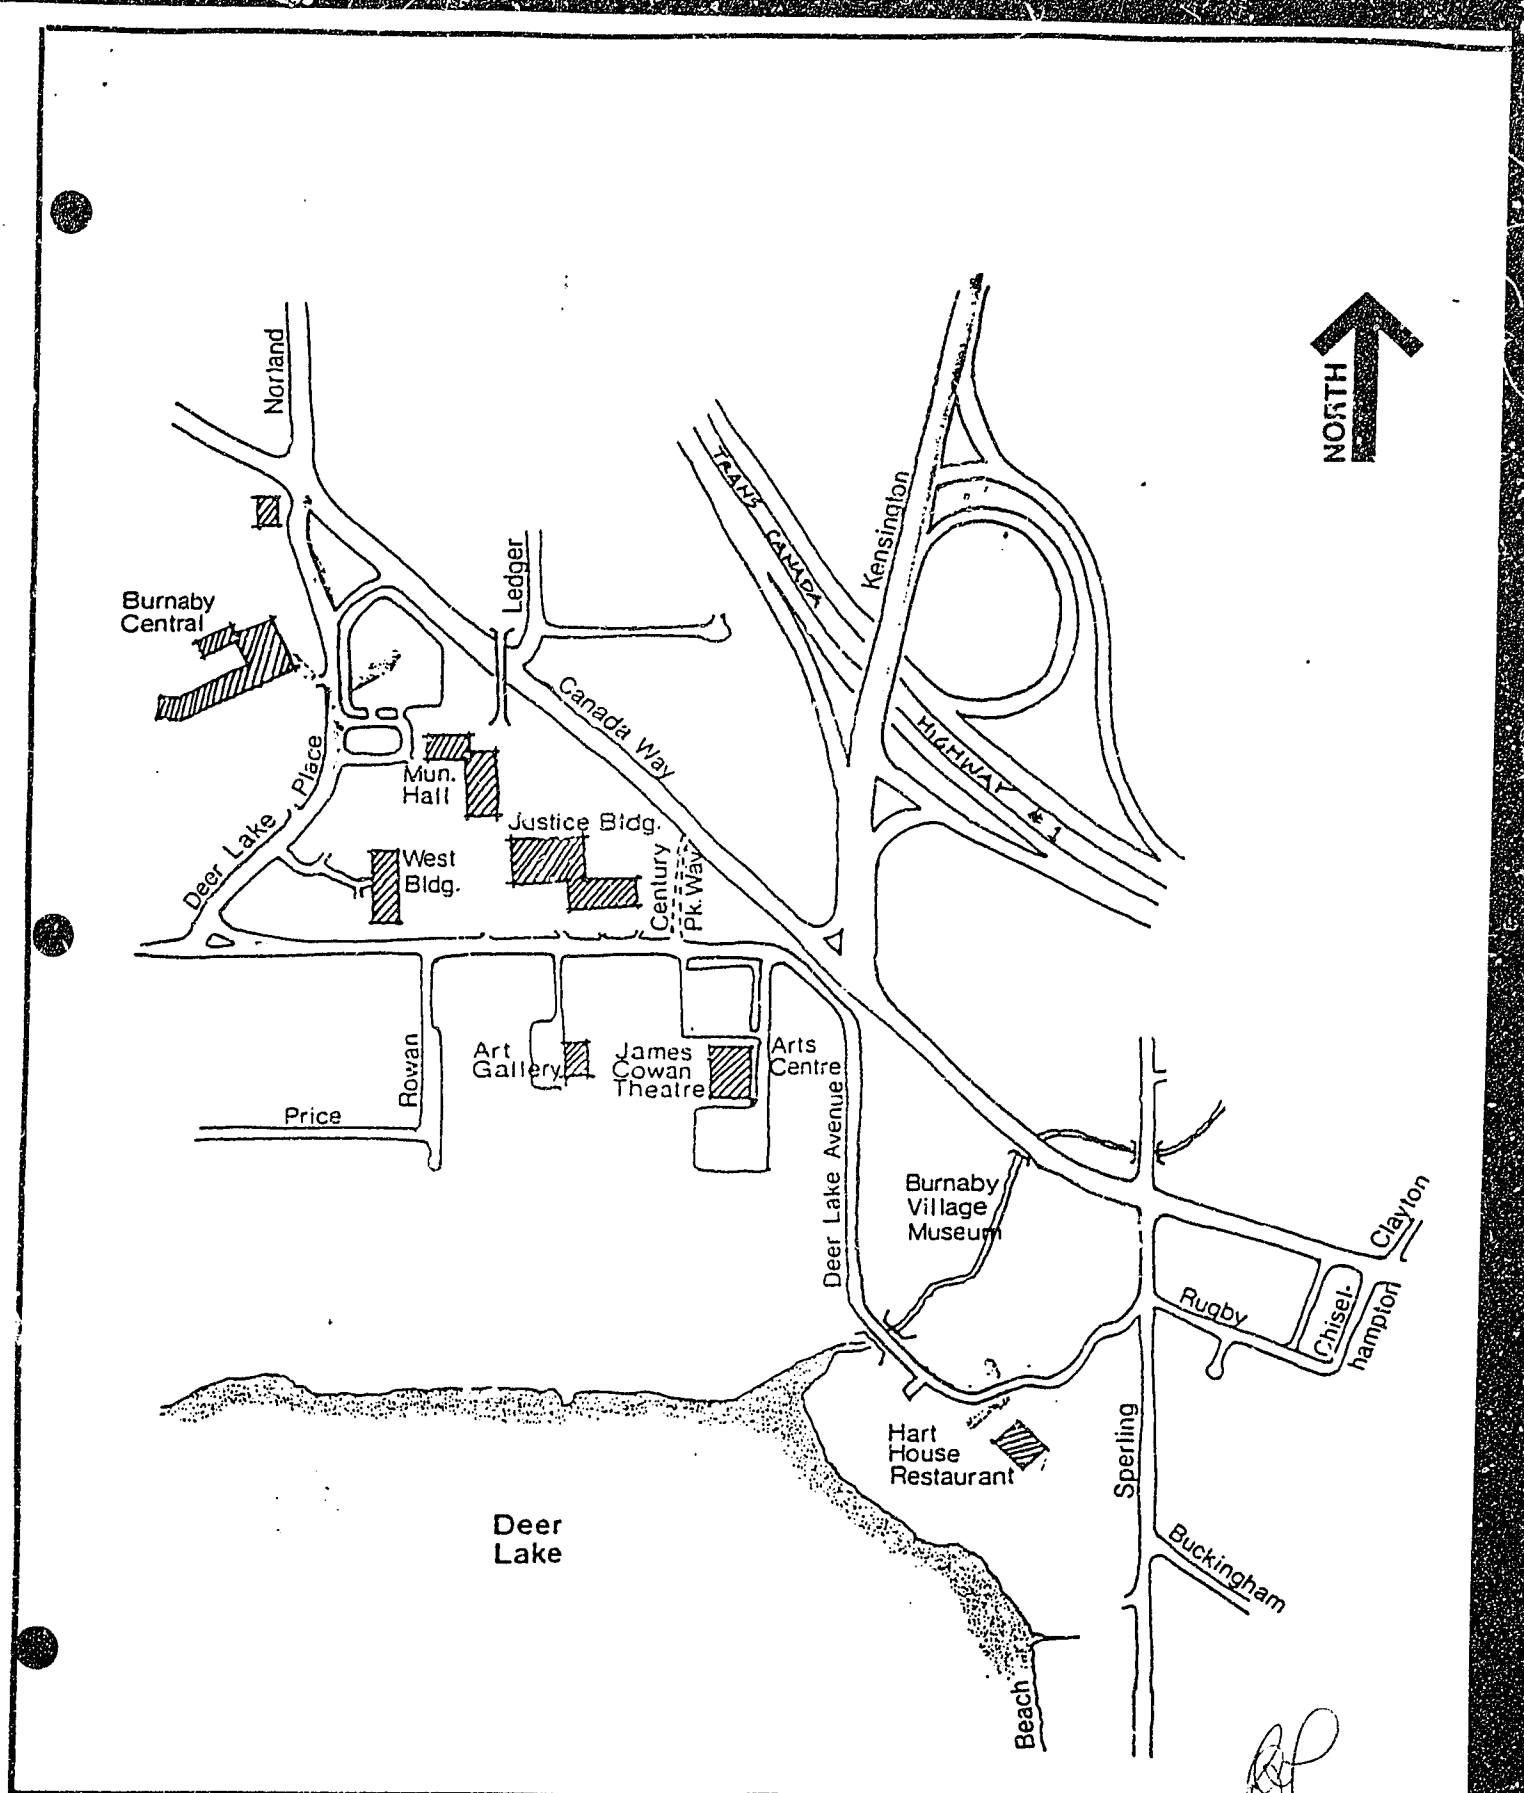 Norland
NORTH
TRANS CANADA
Kensington
Ledger
Burnaby
Central
Canada Way
HIGHWAY #1
Deer Lake Place
Mun.
Hall
Justice Bldg.
West
Bldg.
Century
Pk. Way
Art
Gallery
James
Cowan
Theatre
Arts
Centre
Rowan
Price
Deer Lake Avenue
Burnaby
Village
Museum
Clayton
Rugby
Chisel-
hampton
Hart
House
Restaurant
Sperling
Deer
Lake
Buckingham
Beach